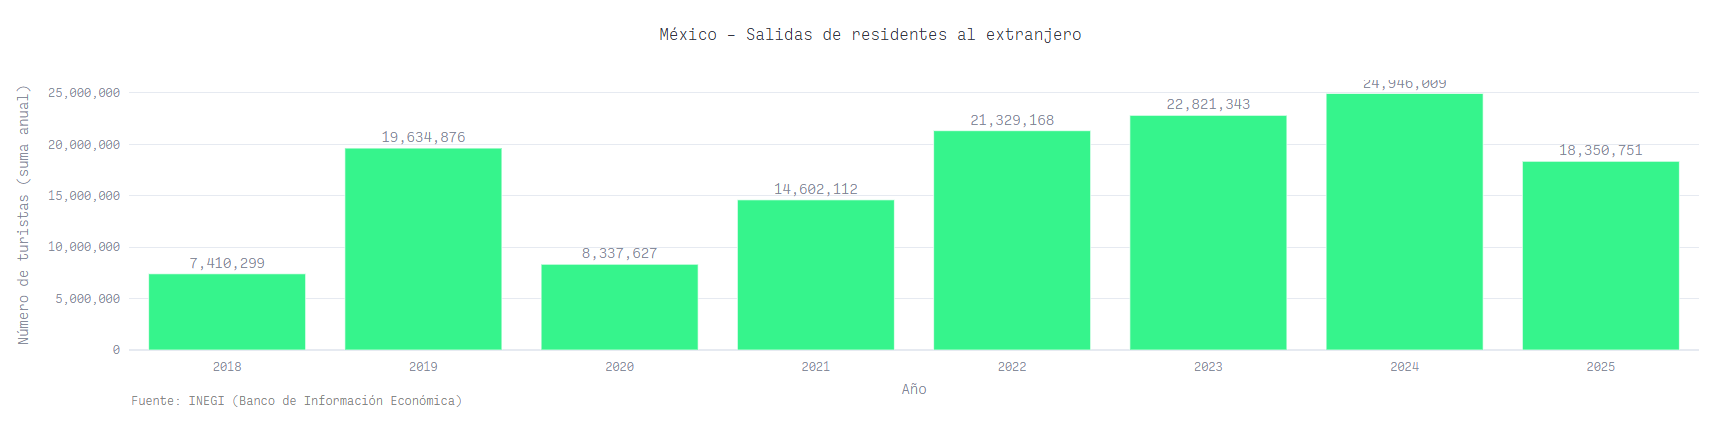 México – Salidas de residentes al extranjero
Número de turistas (suma anual)
25,000,000
20,000,000
15,000,000
10,000,000
5,000,000
0
7,410,299
19,634,876
8,337,627
14,602,112
21,329,168
22,821,343
24,946,009
18,350,751
2018 2019 2020 2021 2022 2023 2024 2025
Año
Fuente: INEGI (Banco de Información Económica)